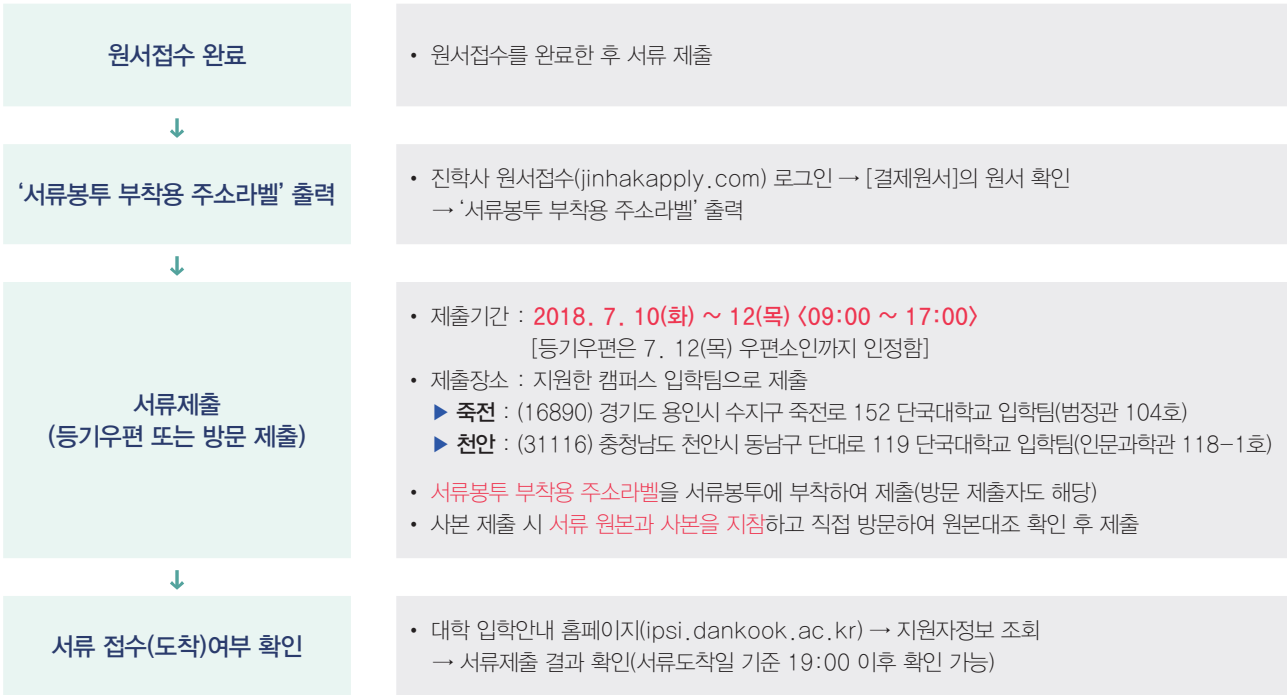 원서접수 완료
• 원서접수를 완료한 후 서류 제출
↓
‘서류봉투 부착용 주소라벨’ 출력
• 진학사 원서접수(jinhakapply.com) 로그인 → [결제원서]의 원서 확인
→ ‘서류봉투 부착용 주소라벨’ 출력
↓
서류제출
(등기우편 또는 방문 제출)
• 제출기간 : 2018. 7. 10(화) ~ 12(목) <09:00 ~ 17:00>
[등기우편은 7. 12(목) 우편소인까지 인정함]
• 제출장소 : 지원한 캠퍼스 입학팀으로 제출
▶ 죽전 : (16890) 경기도 용인시 수지구 죽전로 152 단국대학교 입학팀(범정관 104호)
▶ 천안 : (31116) 충청남도 천안시 동남구 단대로 119 단국대학교 입학팀(인문과학관 118-1호)
• 서류봉투 부착용 주소라벨을 서류봉투에 부착하여 제출(방문 제출자도 해당)
• 사본 제출 시 서류 원본과 사본을 지참하고 직접 방문하여 원본대조 확인 후 제출
↓
서류 접수(도착)여부 확인
• 대학 입학안내 홈페이지(ipsi.dankook.ac.kr) → 지원자정보 조회
→ 서류제출 결과 확인(서류도착일 기준 19:00 이후 확인 가능)